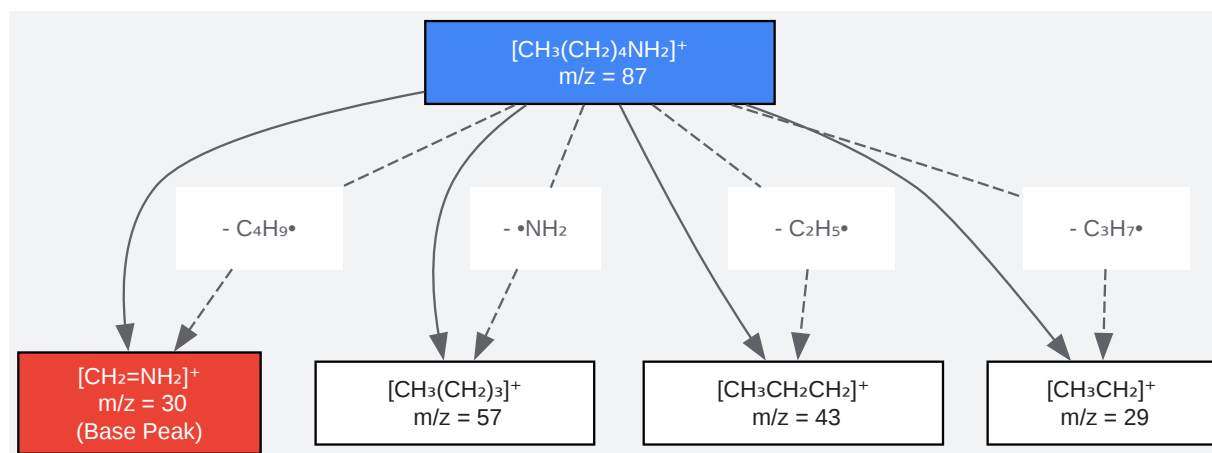 [CH₃(CH₂)₄NH₂]⁺
m/z = 87
- C₄H₉•
- •NH₂
- C₂H₅•
- C₃H₇•
[CH₂=NH₂]⁺
m/z = 30
(Base Peak)
[CH₃(CH₂)₃]⁺
m/z = 57
[CH₃CH₂CH₂]⁺
m/z = 43
[CH₃CH₂]⁺
m/z = 29